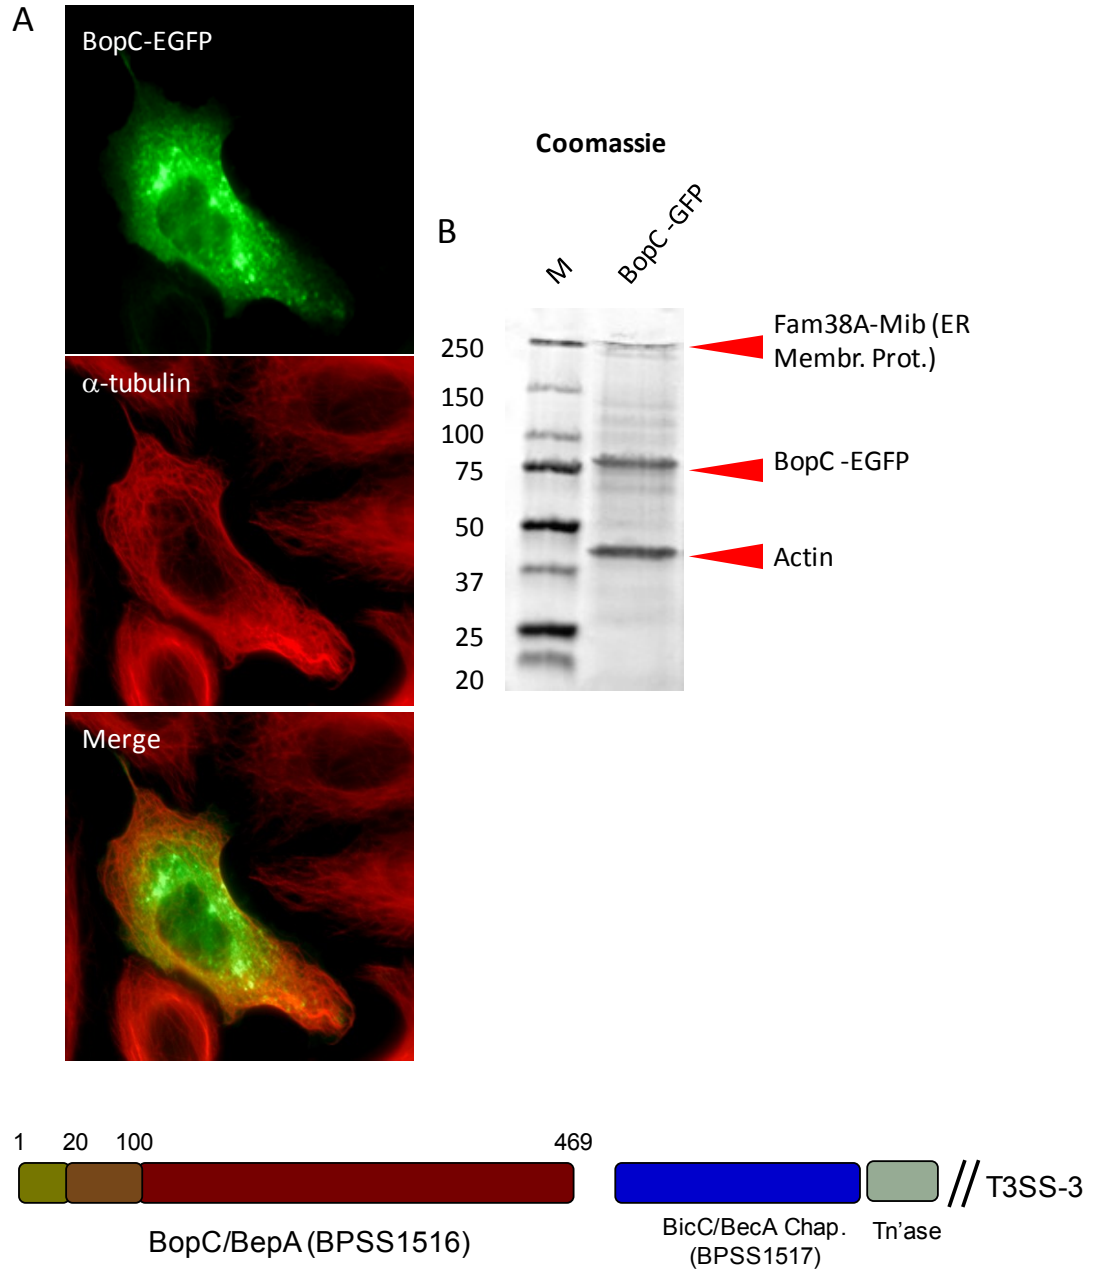 A
BopC-EGFP
α-tubulin
Merge
Coomassie
B
M
BopC -GFP
250
150
100
75
50
37
25
20
Fam38A-Mib (ER
Membr. Prot.)
BopC -EGFP
Actin
1 20 100 469
BopC/BepA (BPSS1516)
BicC/BecA Chap.
(BPSS1517)
Tn’ase
// T3SS-3